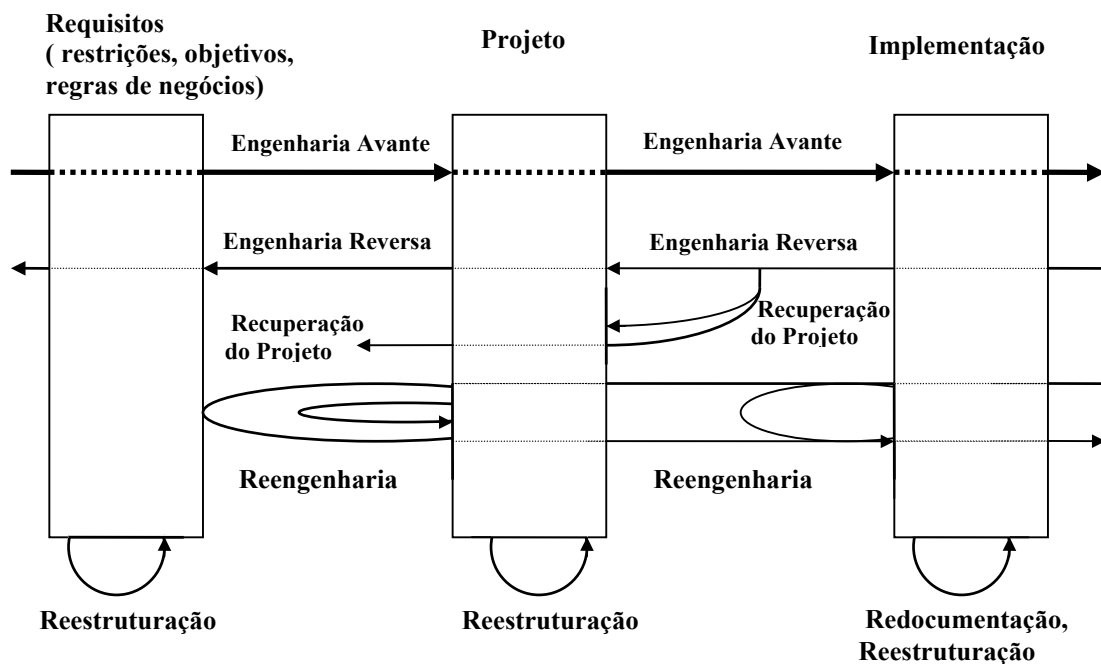 Requisitos
( restrições, objetivos,
regras de negócios)
Projeto
Implementação
Engenharia Avante
Engenharia Avante
Engenharia Reversa
Engenharia Reversa
Recuperação
do Projeto
Recuperação
do Projeto
Reengenharia
Reengenharia
Reestruturação
Reestruturação
Redocumentação,
Reestruturação